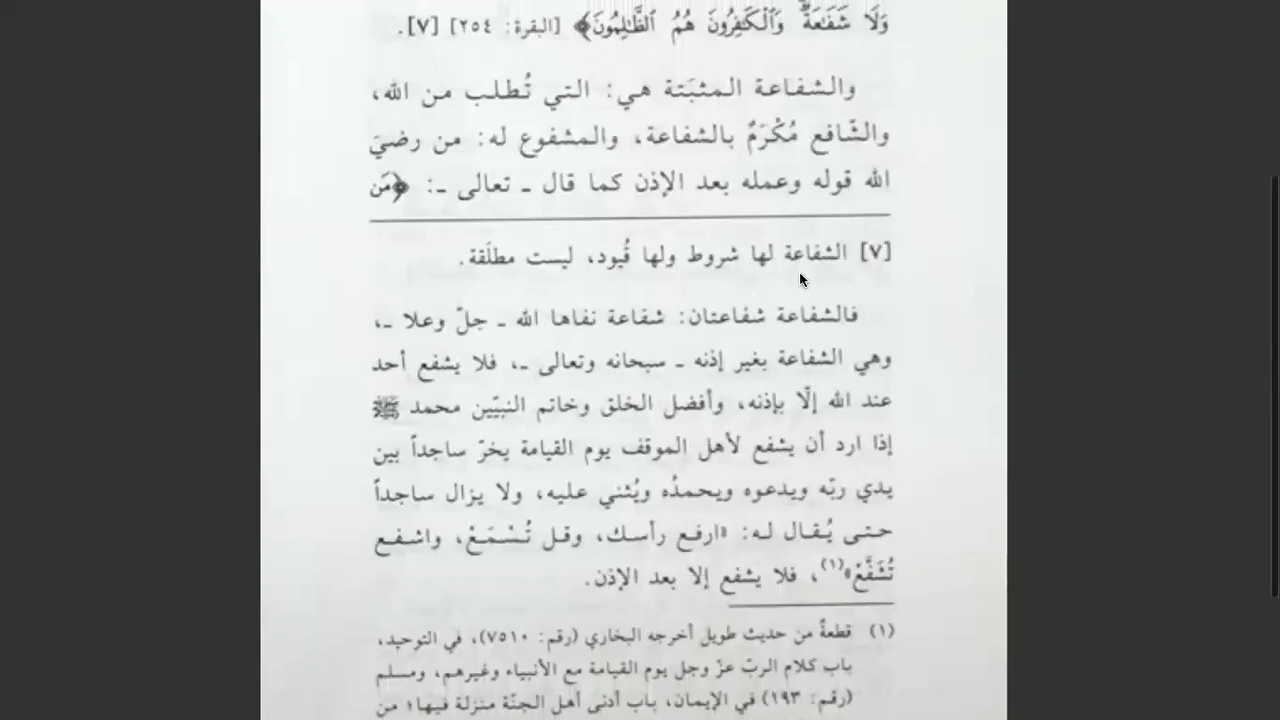 وَلَا شَفَٰعَةٌۗ وَٱلْكَٰفِرُونَ هُمُ ٱلظَّٰلِمُونَ﴾ [البقرة: ٢٥٤] [٧].
والشفاعة المثبَتة هي: التي تُطلب من الله،
والشّافع مُكْرَمٌ بالشفاعة، والمشفوع له: من رضيَ
الله قوله وعمله بعد الإذن كما قال ـ تعالى ـ: ﴿مَن
[٧] الشفاعة لها شروط ولها قُيود، ليست مطلَقة.
فالشفاعة شفاعتان: شفاعة نفاها الله ـ جلّ وعلا ـ،
وهي الشفاعة بغير إذنه ـ سبحانه وتعالى ـ، فلا يشفع أحد
عند الله إلّا بإذنه، وأفضل الخلق وخاتم النبيّين محمد ﷺ
إذا ارد أن يشفع لأهل الموقف يوم القيامة يخرّ ساجداً بين
يدي ربّه ويدعوه ويحمدُه ويُثني عليه، ولا يزال ساجداً
حتى يُقال له: «ارفع رأسك، وقل تُسْمَعْ، واشفع
تُشَفَّعْ»(١)، فلا يشفع إلا بعد الإذن.
(١) قطعةٌ من حديث طويل أخرجه البخاري (رقم: ٧٥١٠)، في التوحيد،
باب كلام الربّ عزّ وجل يوم القيامة مع الأنبياء وغيرهم، ومسلم
(رقم: ١٩٣) في الإيمان، باب أدنى أهل الجنّة منزلة فيها؛ من